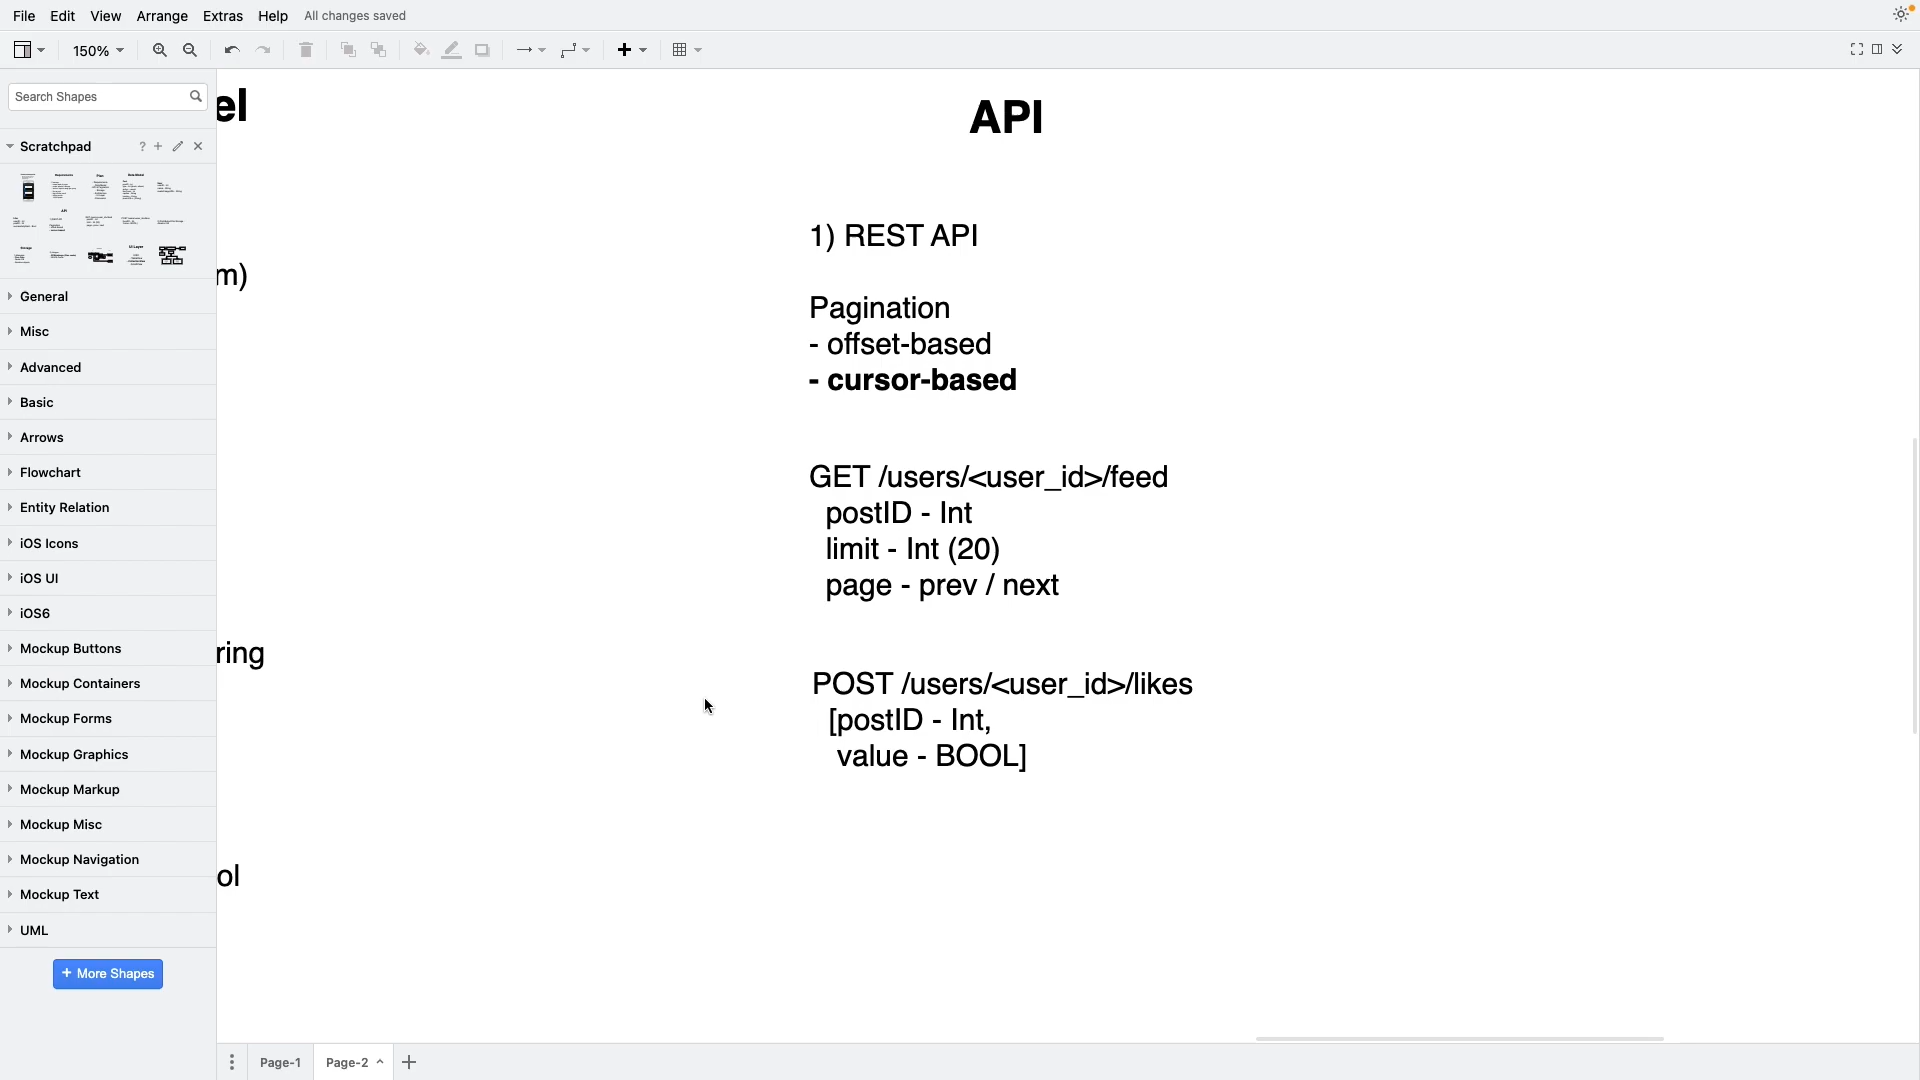 File Edit View Arrange Extras Help All changes saved
150%
Search Shapes
Scratchpad ? +
General
Misc
Advanced
Basic
Arrows
Flowchart
Entity Relation
iOS Icons
iOS UI
iOS6
Mockup Buttons
Mockup Containers
Mockup Forms
Mockup Graphics
Mockup Markup
Mockup Misc
Mockup Navigation
Mockup Text
UML
+ More Shapes
el
m)
ring
ol
API
1) REST API
Pagination
- offset-based
- cursor-based
GET /users/<user_id>/feed
postID - Int
limit - Int (20)
page - prev / next
POST /users/<user_id>/likes
[postID - Int,
value - BOOL]
Page-1 Page-2